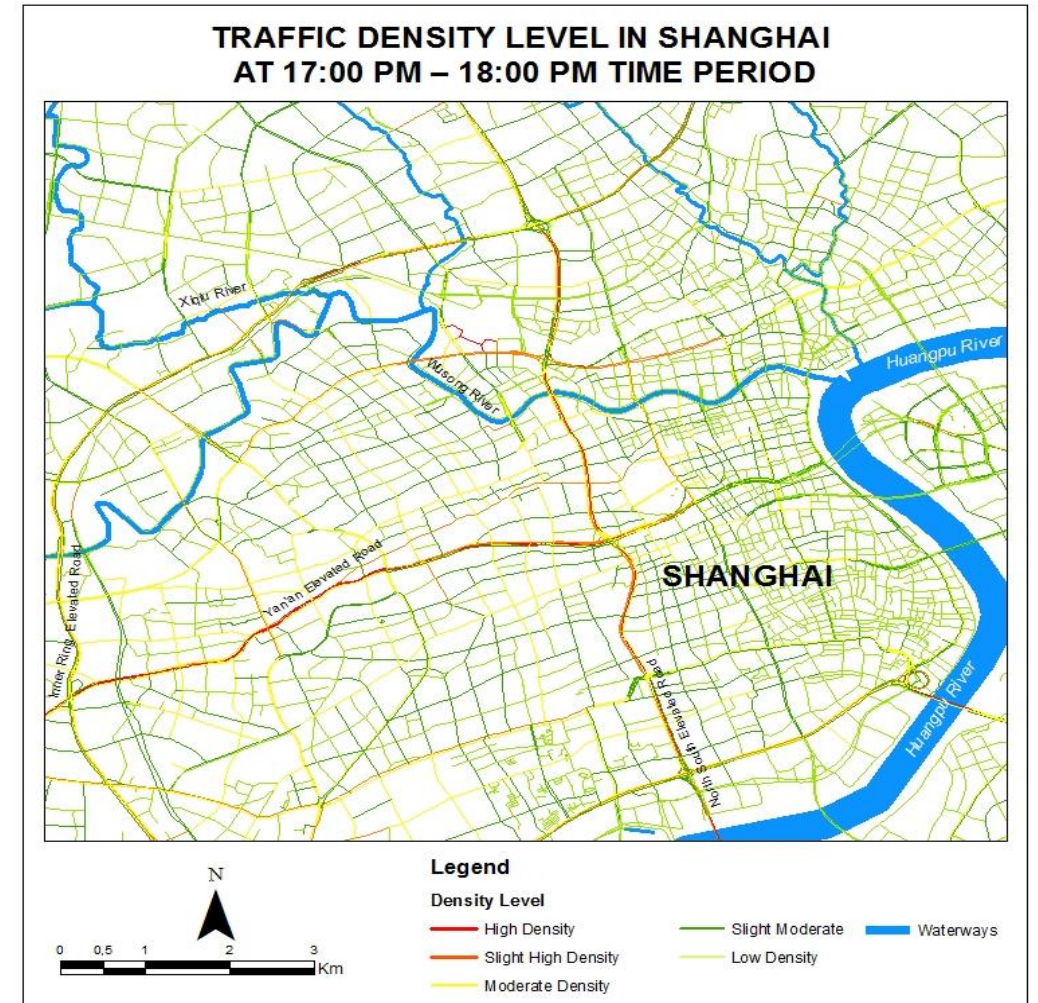 TRAFFIC DENSITY LEVEL IN SHANGHAI
AT 17:00 PM – 18:00 PM TIME PERIOD
Xiqiu River
Huangpu River
Wusong River
Yan'an Elevated Road
SHANGHAI
Inner Ring Elevated Road
North South Elevated Road
Huangpu River
N
0 0,5 1 2 3
Km
Legend
Density Level
High Density
Slight High Density
Moderate Density
Slight Moderate
Low Density
Waterways